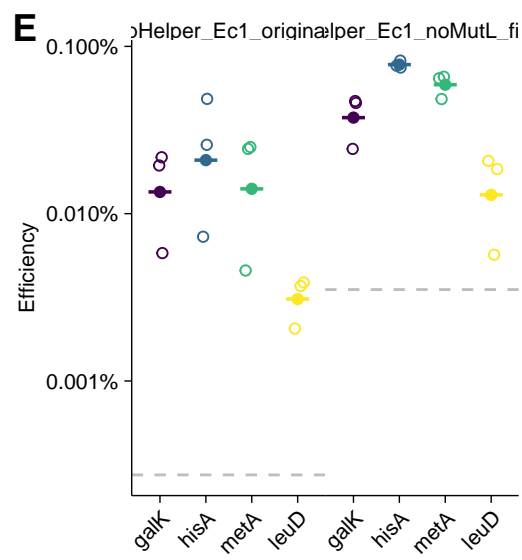 E
oHelper_Ec1_origina
elper_Ec1_noMutL_fi
0.100%
0.010%
0.001%
Efficiency
galK hisA metA leuD galK hisA metA leuD